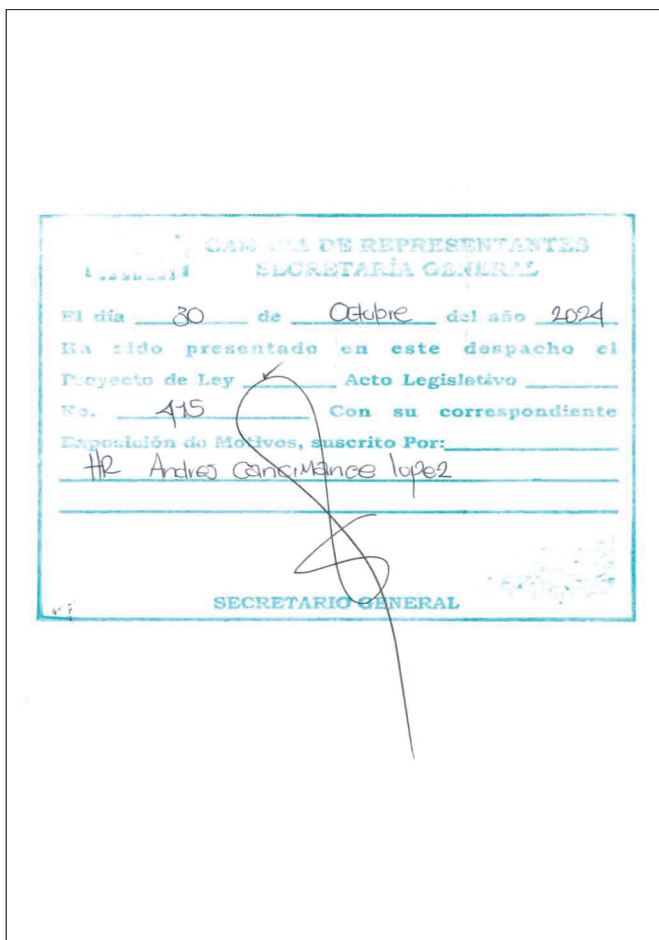 CAMARA DE REPRESENTANTES
SECRETARÍA GENERAL
El día 30 de Octubre del año 2024
Ha sido presentado en este despacho el
Proyecto de Ley Acto Legislativo
No. 415 Con su correspondiente
Exposición de Motivos, suscrito Por:
HR Andres Cancimance lopez
SECRETARIO GENERAL